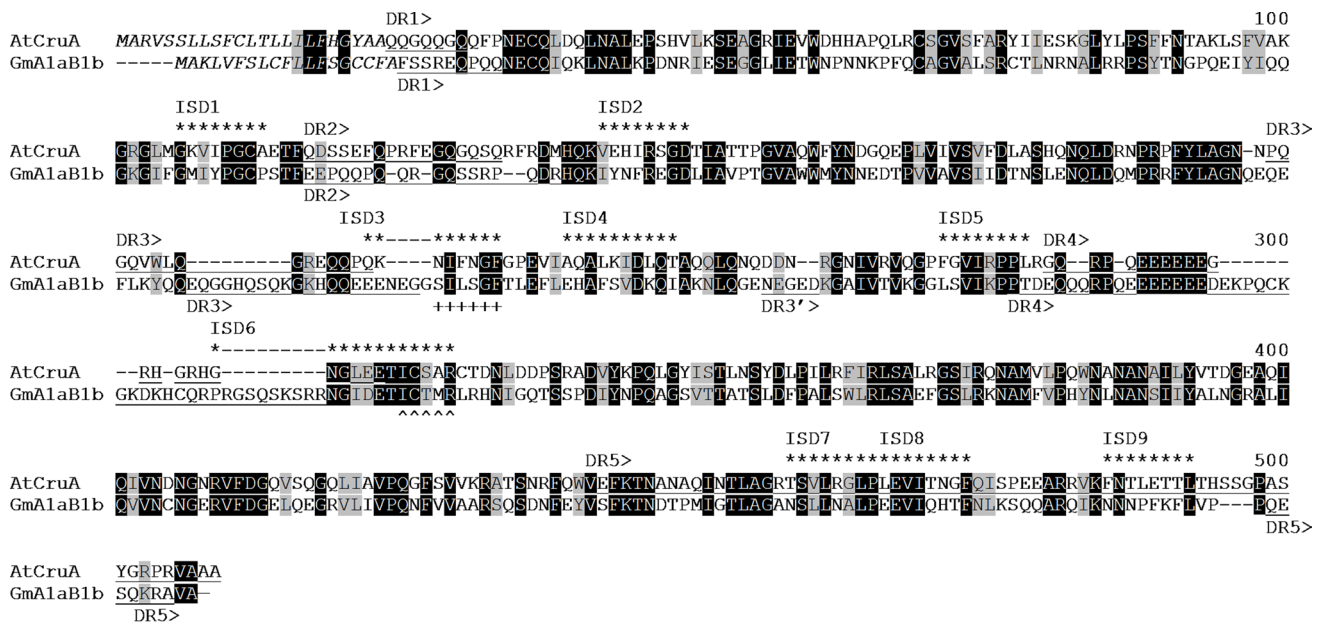 DR1> 100
AtCruA MARVSSLLSFCLTLLILFHGYAAQQGQQGQQFPNECQLDQLNALEPSHVLKSEAGRIEVWDHHAPQLRCSGVSFARYIIESKGLYLPSFFNTAKLSFVAK
GmA1aB1b -----MAKLVFSLCFLLFSGCCFAFSSREQPQQNECQIQKLNALKPDNRIESEGGLIETWNPNNKPFQCAGVALSRCTLNRNALRRPSYTNGPQEIYIQQ
DR1>
ISD1 ISD2
******** DR2> ******** DR3>
AtCruA GRGLMGKVIPGCAETFQDSSEFQPRFEGQGQSQRFRDMHQKVEHIRSGDTIATTPGVAQWFYNDGQEPLVIVSVFDLASHQNQLDRNPRPFYLAGN-NPQ
GmA1aB1b GKGIFGMIYPGCPSTFEEPQQPQ-QR-GQSSRP--QDRHQKIYNFREGDLIAVPTGVAWWMYNNEDTPVVAVSIIDTNSLENQLDQMPRRFYLAGNQEQE
DR2>
ISD3 ISD4 ISD5
DR3> **----****** ********** ******** DR4> 300
AtCruA GQVWLQ---------GREQQPQK----NIFNGFGPEVIAQALKIDLQTAQQLQNQDDN--RGNIVRVQGPFGVIRPPLRGQ--RP-QEEEEEEG------
GmA1aB1b FLKYQQEQGGHQSQKGKHQQEEENEGGSILSGFTLEFLEHAFSVDKQIAKNLQGENEGEDKGAIVTVKGGLSVIKPPTDEQQQRPQEEEEEEEDEKPQCK
DR3> ++++++ DR3'> DR4>
ISD6
*---------*********** 400
AtCruA --RH-GRHG---------NGLEETICSARCTDNLDDPSRADVYKPQLGYISTLNSYDLPILRFIRLSALRGSIRQNAMVLPQWNANANAILYVTDGEAQI
GmA1aB1b GKDKHCQRPRGSQSKSRRNGIDETICTMRLRHNIGQTSSPDIYNPQAGSVTTATSLDFPALSWLRLSAEFGSLRKNAMFVPHYNLNANSIIYALNGRALI
^^^^^
ISD7 ISD8 ISD9
DR5> **************** ******** 500
AtCruA QIVNDNGNRVFDGQVSQGQLIAVPQGFSVVKRATSNRFQWVEFKTNANAQINTLAGRTSVLRGLPLEVITNGFQISPEEARRVKFNTLETTLTHSSGPAS
GmA1aB1b QVVNCNGERVFDGELQEGRVLIVPQNFVVAARSQSDNFEYVSFKTNDTPMIGTLAGANSLLNALPEEVIQHTFNLKSQQARQIKNNNPFKFLVP---PQE
DR5>
AtCruA YGRPRVAAA
GmA1aB1b SQKRAVA—
DR5>